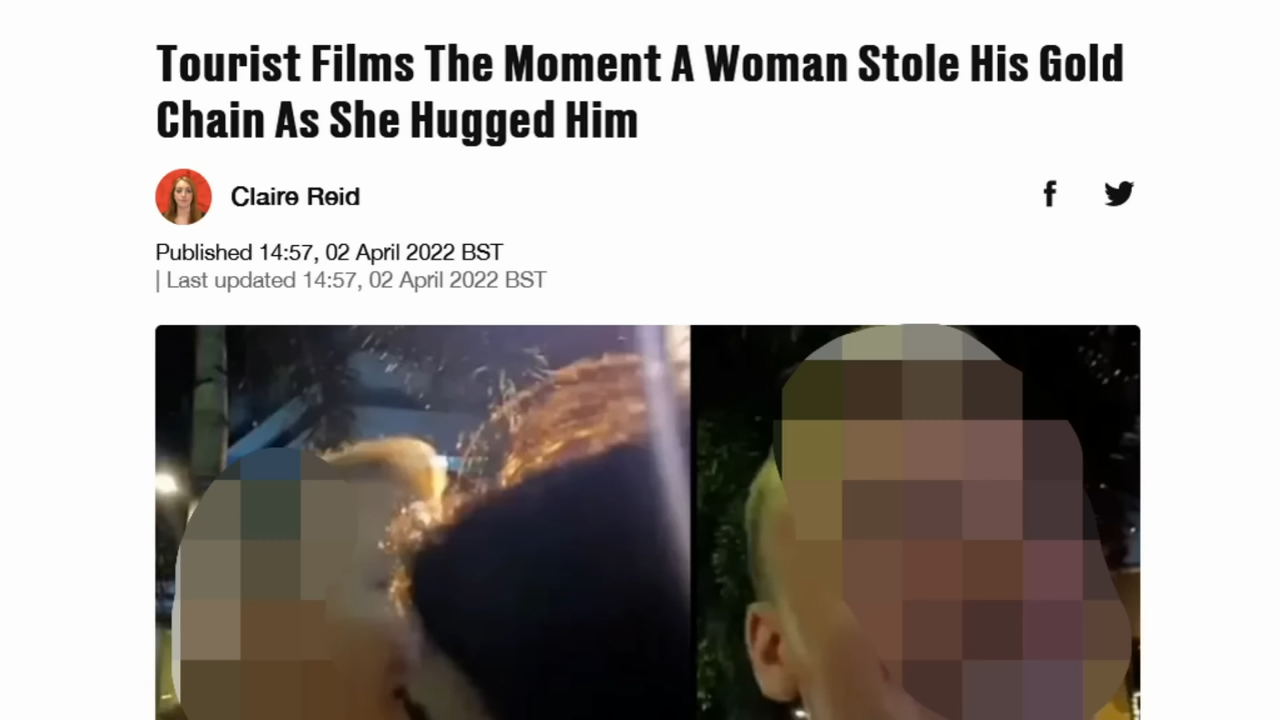 Tourist Films The Moment A Woman Stole His Gold
Chain As She Hugged Him
Claire Reid
Published 14:57, 02 April 2022 BST
| Last updated 14:57, 02 April 2022 BST